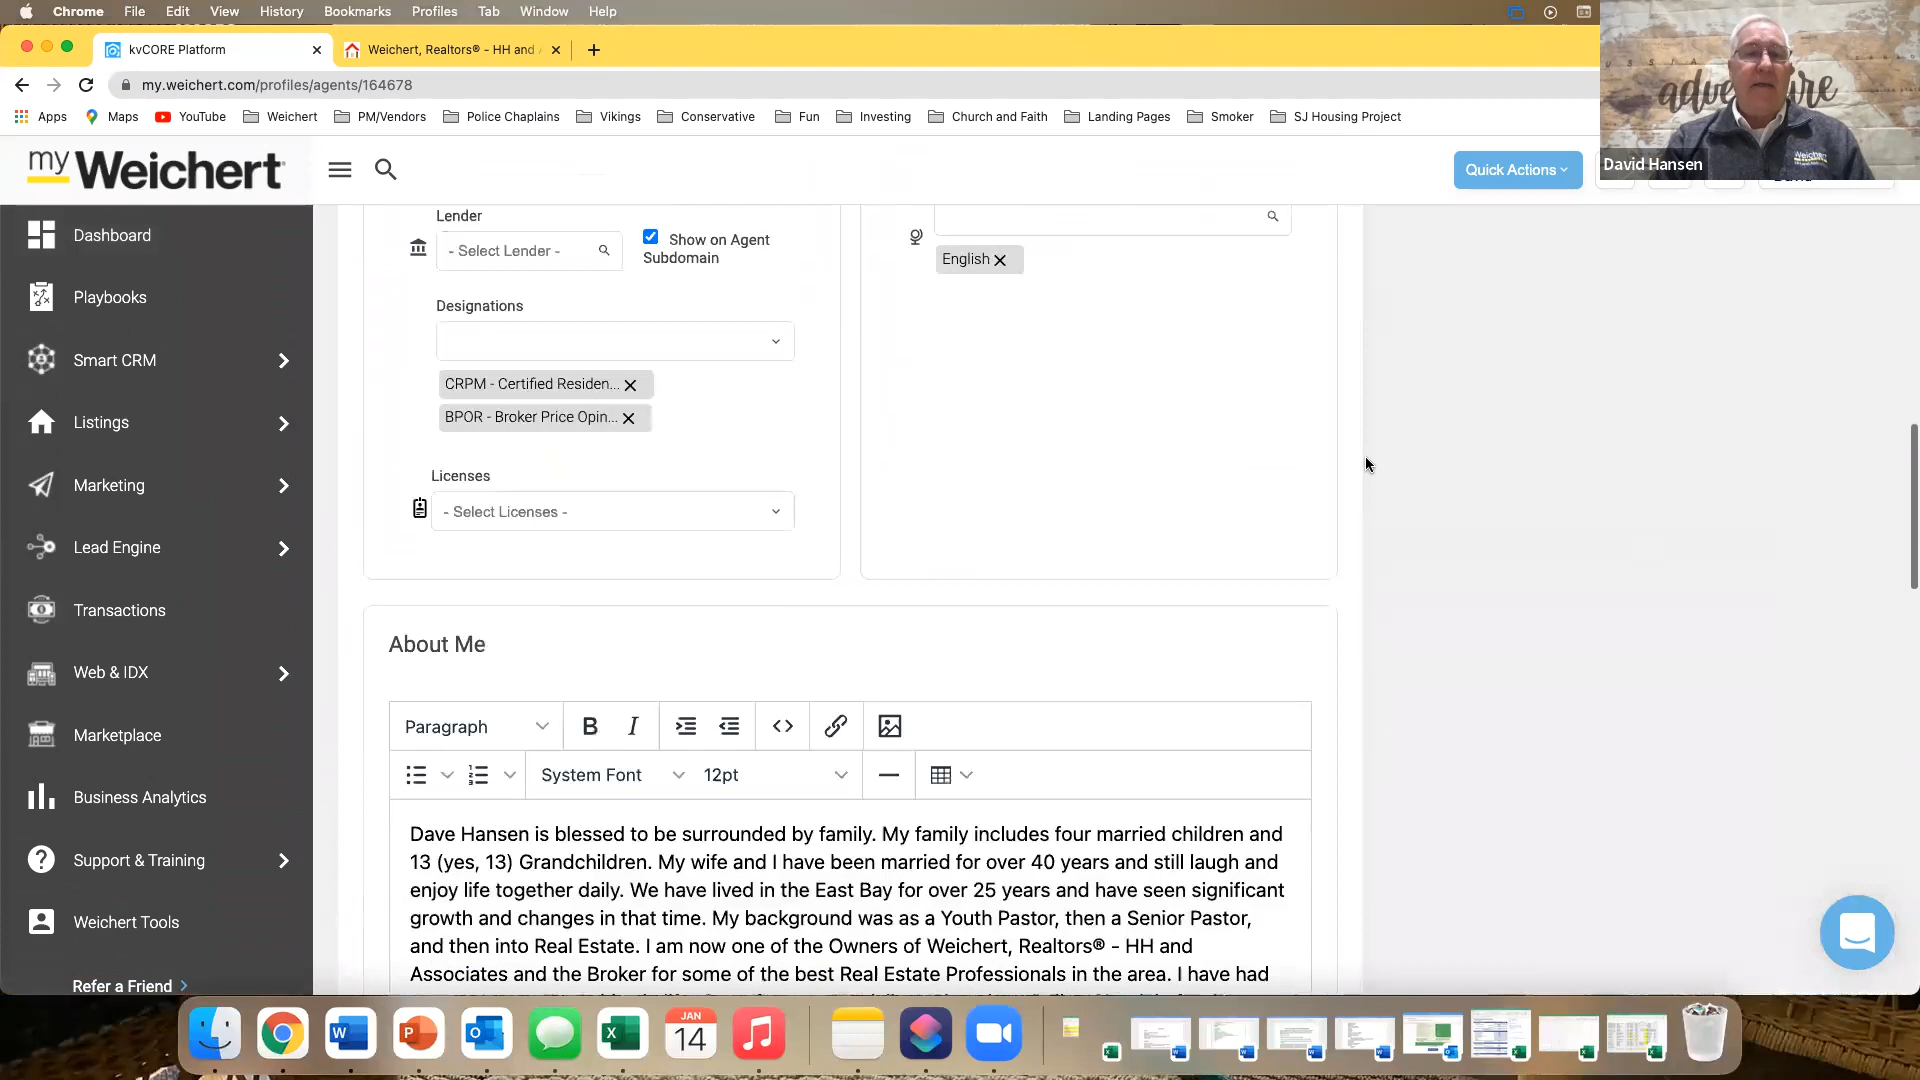 Chrome File Edit View History Bookmarks Profiles Tab Window Help
kvCORE Platform
Weichert, Realtors® - HH and
my.weichert.com/profiles/agents/164678
Apps Maps YouTube Weichert PM/Vendors Police Chaplains Vikings Conservative Fun Investing Church and Faith Landing Pages Smoker SJ Housing Project
adventure
Weichert
David Hansen
my Weichert
Quick Actions
Dashboard
Playbooks
Smart CRM
Listings
Marketing
Lead Engine
Transactions
Web & IDX
Marketplace
Business Analytics
Support & Training
Weichert Tools
Refer a Friend
Lender
- Select Lender -
Show on Agent
Subdomain
Designations
CRPM - Certified Residen...
BPOR - Broker Price Opin...
Licenses
- Select Licenses -
English
About Me
Paragraph B I
System Font 12pt
Dave Hansen is blessed to be surrounded by family. My family includes four married children and
13 (yes, 13) Grandchildren. My wife and I have been married for over 40 years and still laugh and
enjoy life together daily. We have lived in the East Bay for over 25 years and have seen significant
growth and changes in that time. My background was as a Youth Pastor, then a Senior Pastor,
and then into Real Estate. I am now one of the Owners of Weichert, Realtors® - HH and
Associates and the Broker for some of the best Real Estate Professionals in the area. I have had
JAN
14